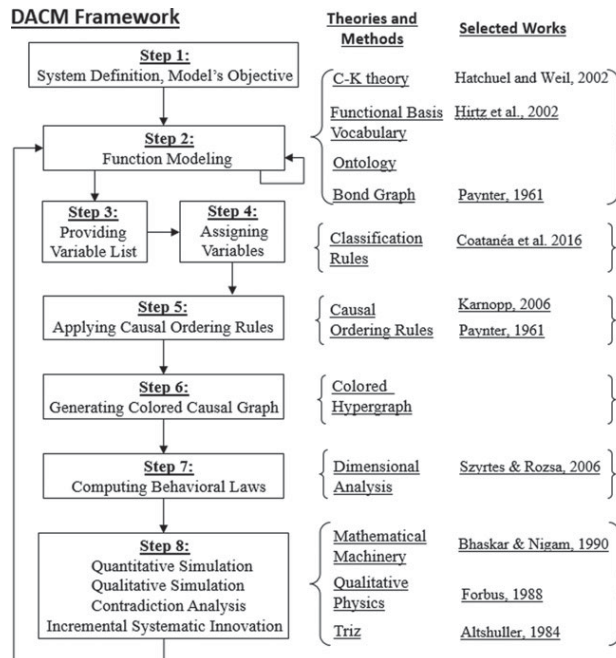 DACM Framework
Theories and
Methods
Selected Works
Step 1:
System Definition, Model's Objective
Step 2:
Function Modeling
C-K theory
Hatchuel and Weil, 2002
Functional Basis
Vocabulary
Hirtz et al., 2002
Ontology
Bond Graph
Paynter, 1961
Step 3:
Providing
Variable List
Step 4:
Assigning
Variables
Classification
Rules
Coatanéa et al. 2016
Step 5:
Applying Causal Ordering Rules
Causal
Ordering Rules
Karnopp, 2006
Paynter, 1961
Step 6:
Generating Colored Causal Graph
Colored
Hypergraph
Step 7:
Computing Behavioral Laws
Dimensional
Analysis
Szyrtes & Rozsa, 2006
Step 8:
Quantitative Simulation
Qualitative Simulation
Contradiction Analysis
Incremental Systematic Innovation
Mathematical
Machinery
Bhaskar & Nigam, 1990
Qualitative
Physics
Forbus, 1988
Triz
Altshuller, 1984